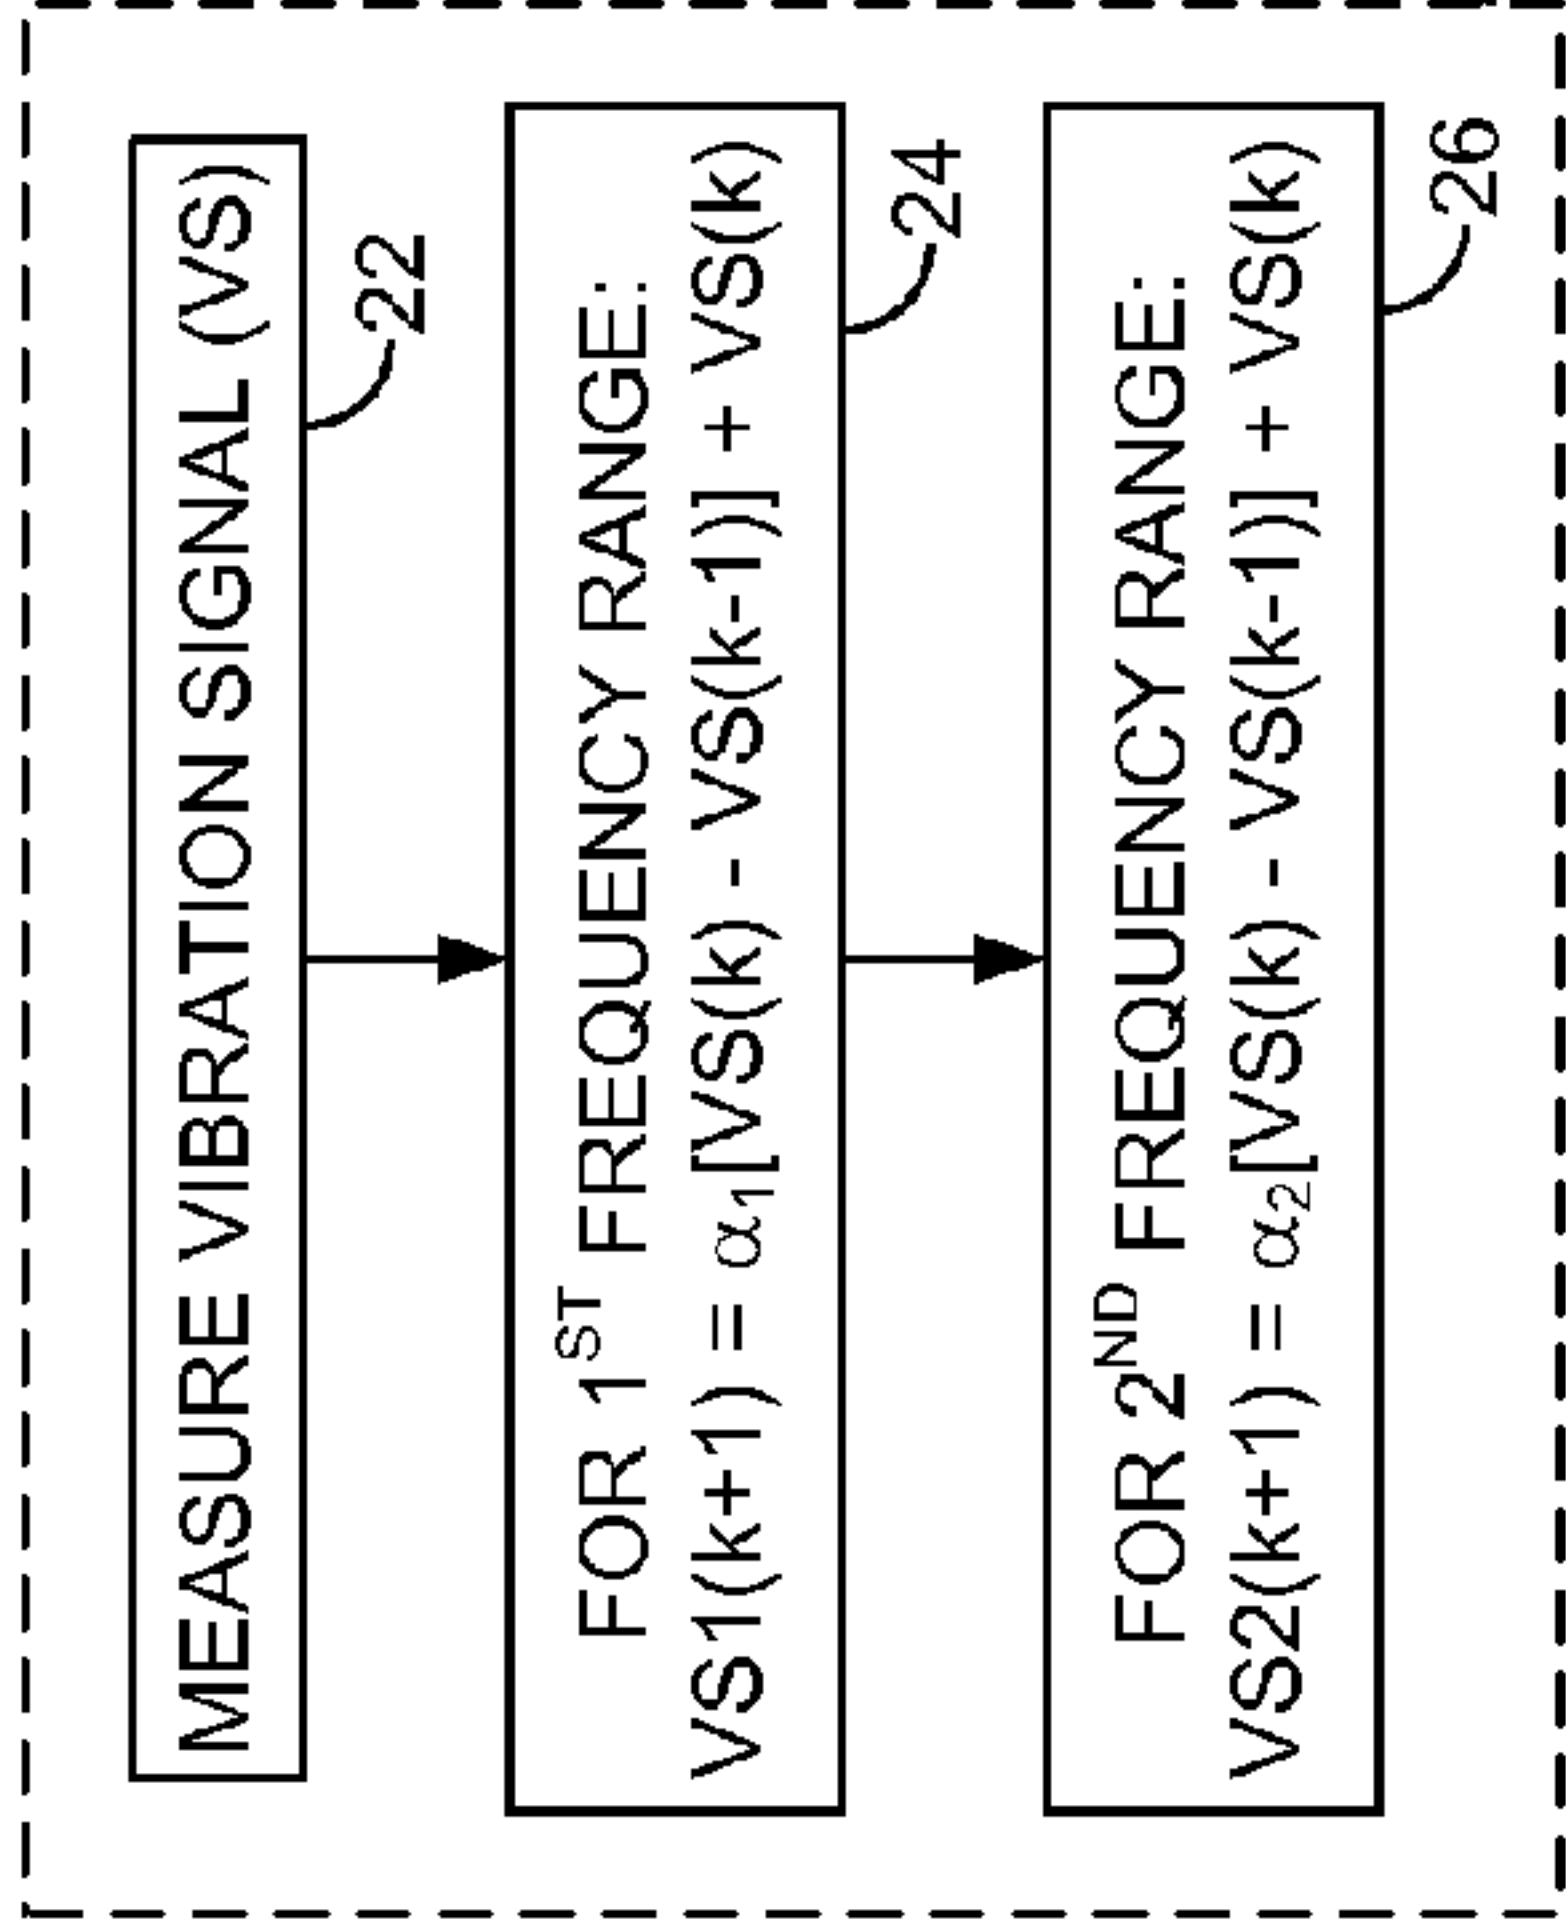 MEASURE VIBRATION SIGNAL (VS)
22
FOR 1ST FREQUENCY RANGE:
VS1(k+1) = α1[VS(k) - VS(k-1)] + VS(k)
24
FOR 2ND FREQUENCY RANGE:
VS2(k+1) = α2[VS(k) - VS(k-1)] + VS(k)
26